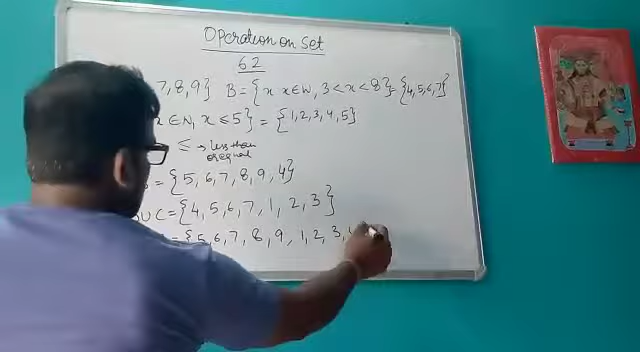 Operation on Set
62
7, 8, 9} B = {x x∈W, 3 < x < 8} = {4, 5, 6, 7}
x ∈ N, x ≤ 5} = {1, 2, 3, 4, 5}
≤ → less than
or equal
= {5, 6, 7, 8, 9, 4}
U C = {4, 5, 6, 7, 1, 2, 3}
= {5, 6, 7, 8, 9, 1, 2, 3,